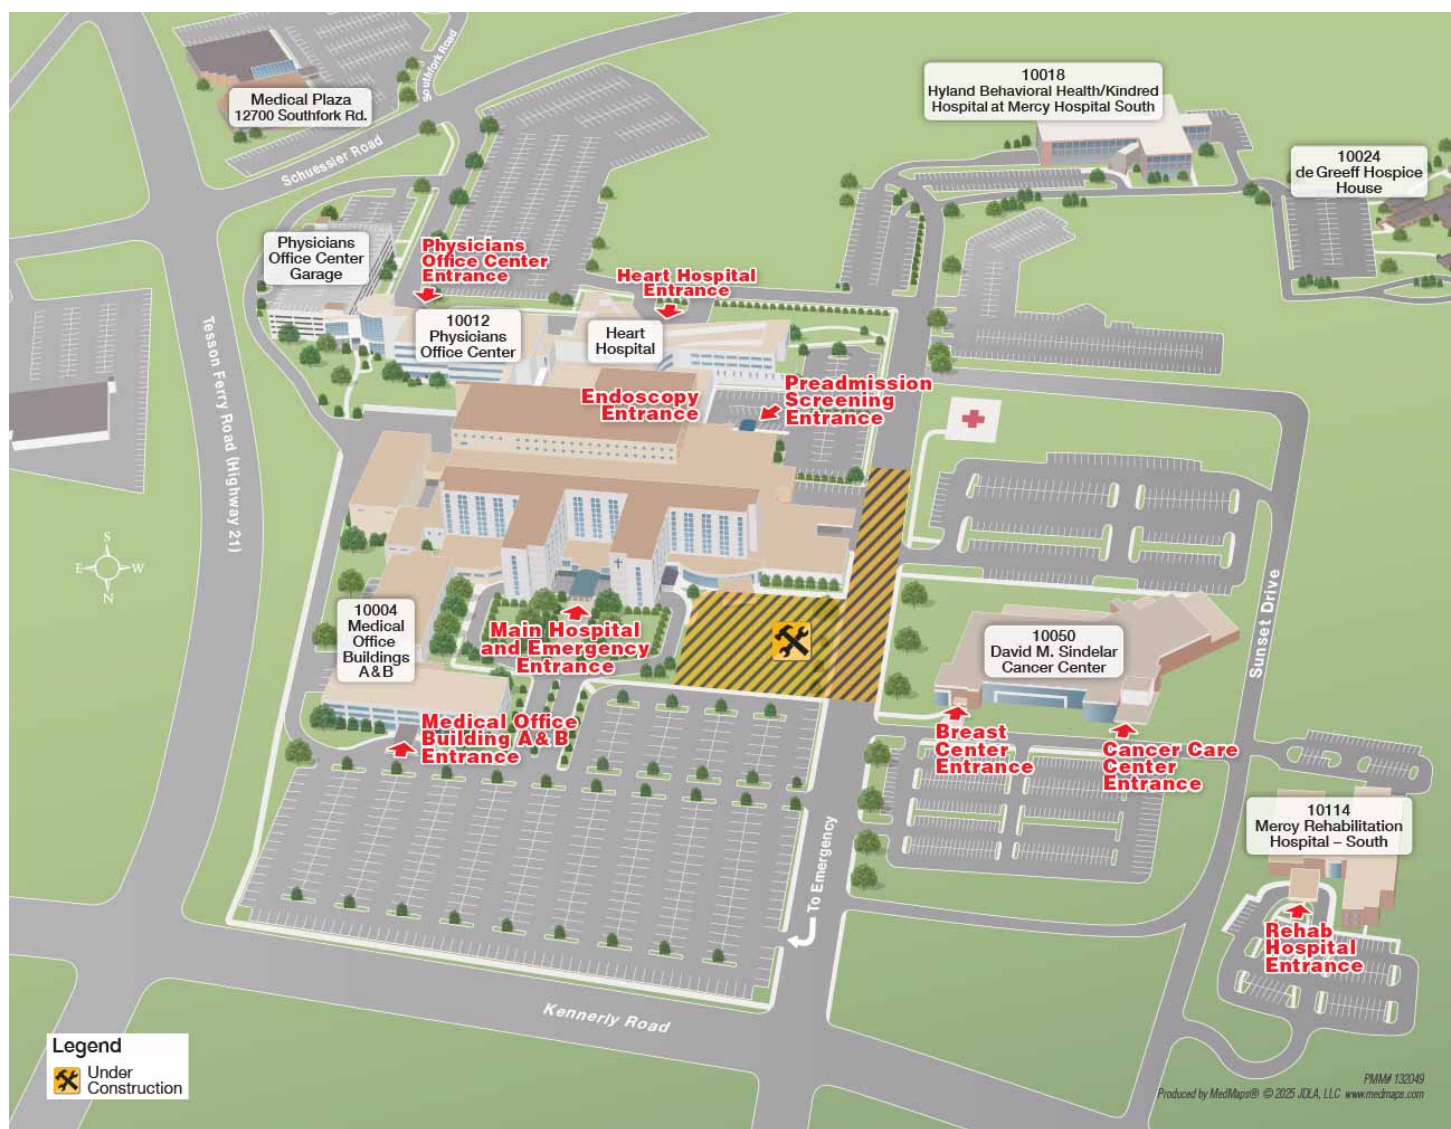 Southfork Road
Medical Plaza
12700 Southfork Rd.
Schuessler Road
10018
Hyland Behavioral Health/Kindred
Hospital at Mercy Hospital South
10024
de Greeff Hospice
House
Physicians
Office Center
Garage
Physicians
Office Center
Entrance
Heart Hospital
Entrance
10012
Physicians
Office Center
Heart
Hospital
Endoscopy
Entrance
Preadmission
Screening
Entrance
Tesson Ferry Road (Highway 21)
S
E
W
N
10004
Medical
Office
Buildings
A & B
Main Hospital
and Emergency
Entrance
10050
David M. Sindelar
Cancer Center
Sunset Drive
Medical Office
Building A & B
Entrance
Breast
Center
Entrance
Cancer Care
Center
Entrance
10114
Mercy Rehabilitation
Hospital – South
To Emergency
Rehab
Hospital
Entrance
Kennerly Road
Legend
Under
Construction
PMM# 132049
Produced by MedMaps® © 2025 JDLA, LLC www.medmaps.com